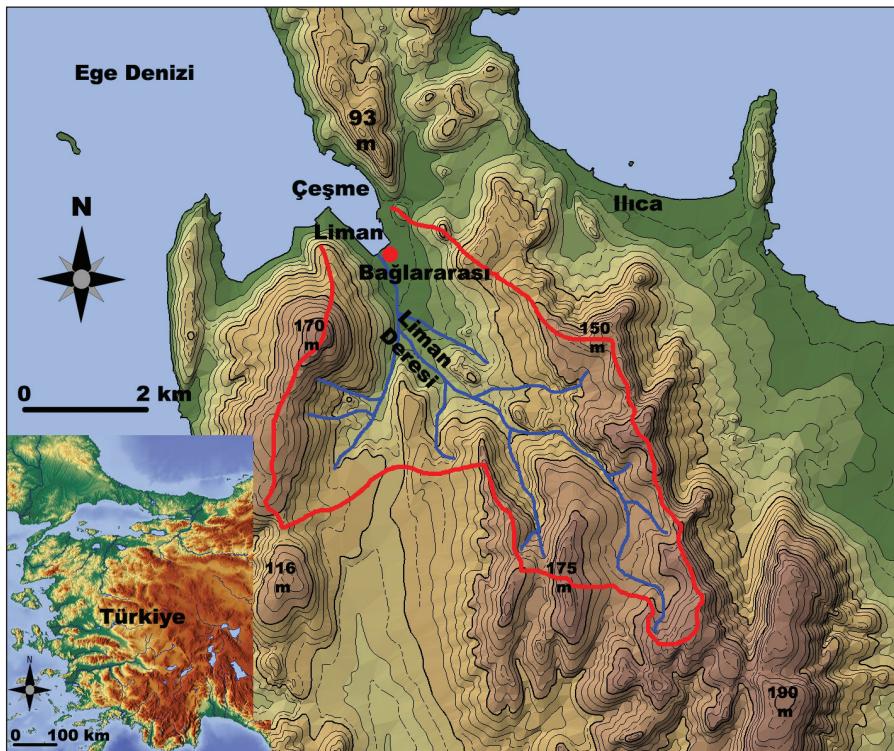 Ege Denizi
93
m
N
Çeşme
Ilıca
Liman
Bağlararası
170
m
150
m
Liman
Deresi
0 2 km
116
m
175
m
Türkiye
190
m
N
0 100 km